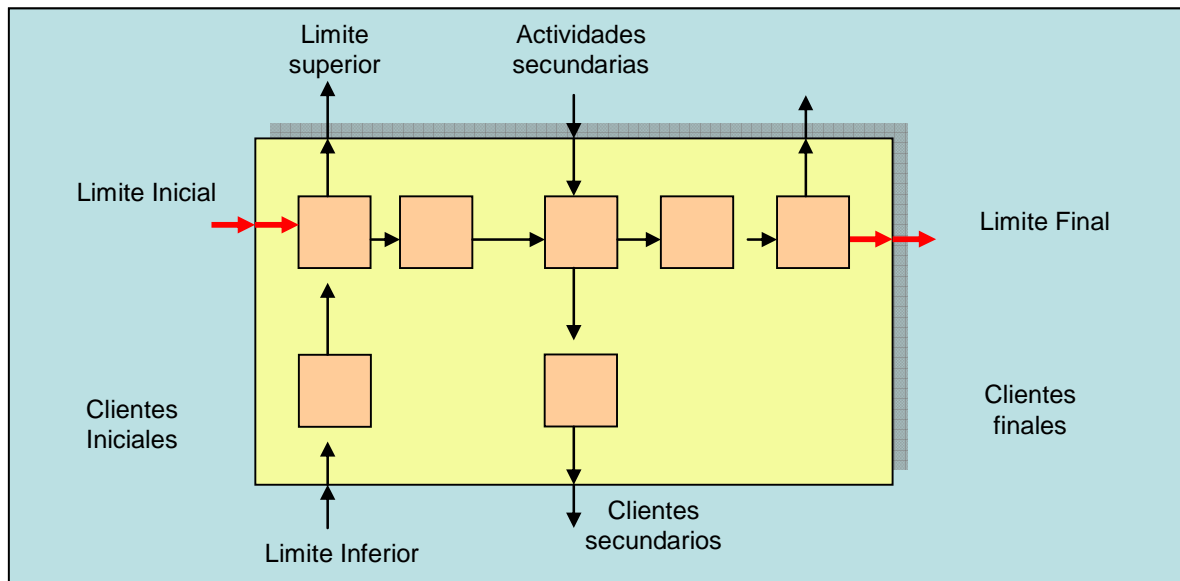 Limite
superior
Actividades
secundarias
Limite Inicial
Limite Final
Clientes
Iniciales
Clientes
finales
Limite Inferior
Clientes
secundarios